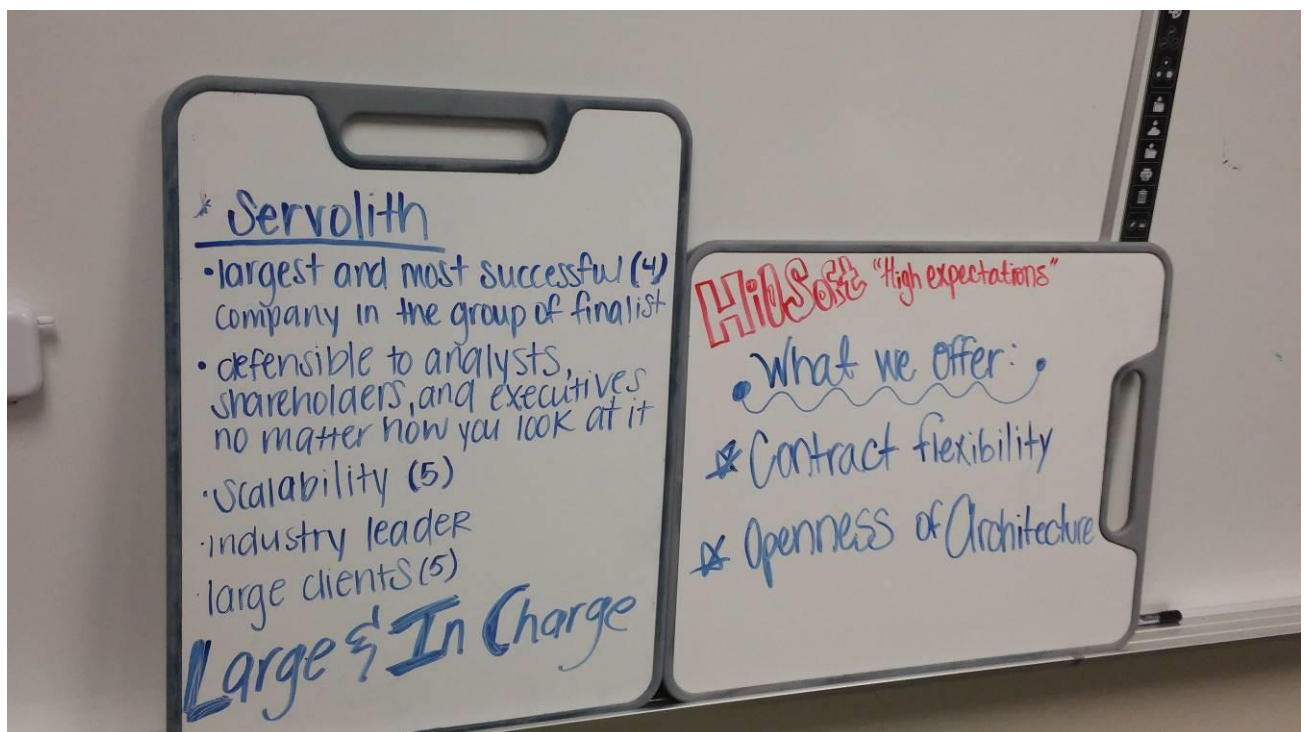 * Servolith
• largest and most successful (4)
company in the group of finalist
• defensible to analysts,
shareholders, and executives
no matter how you look at it
• Scalability (5)
• industry leader
• large clients (5)
Large & In Charge
HiOSoft "High expectations"
What we offer:
* Contract flexibility
* Openness of Architecture